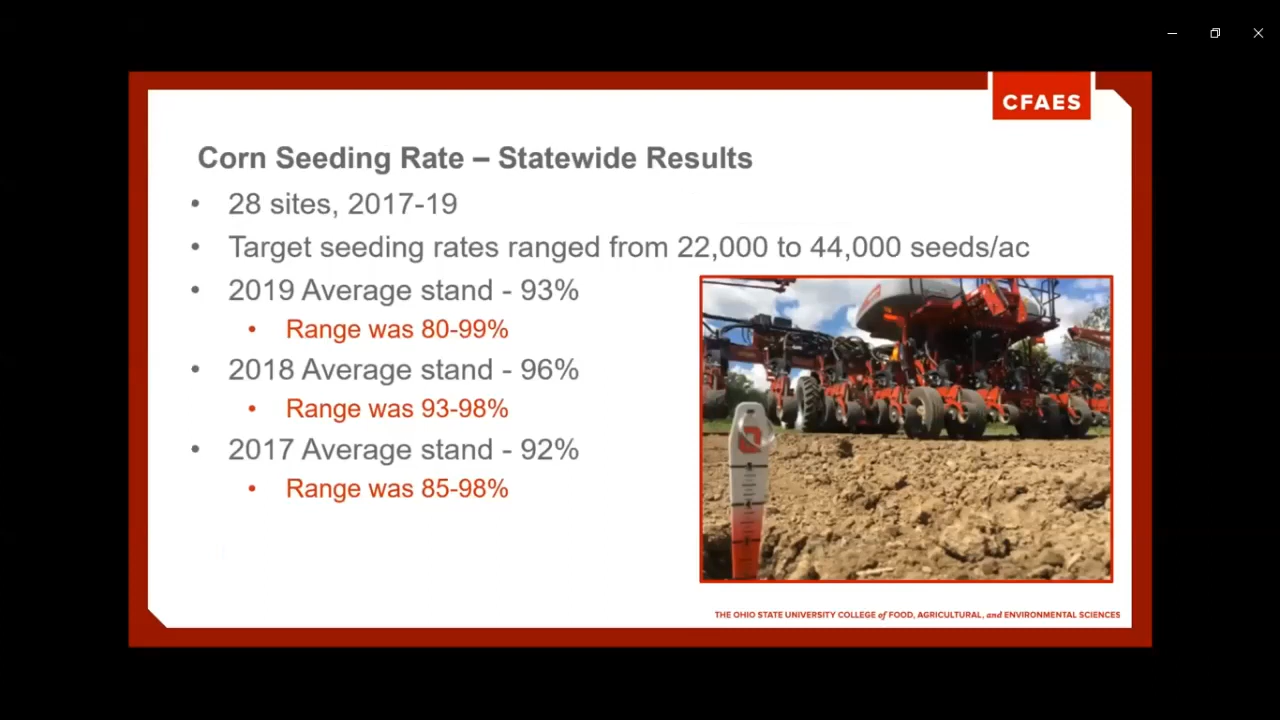 CFAES
Corn Seeding Rate – Statewide Results
• 28 sites, 2017-19
• Target seeding rates ranged from 22,000 to 44,000 seeds/ac
• 2019 Average stand - 93%
• Range was 80-99%
• 2018 Average stand - 96%
• Range was 93-98%
• 2017 Average stand - 92%
• Range was 85-98%
THE OHIO STATE UNIVERSITY COLLEGE of FOOD, AGRICULTURAL, and ENVIRONMENTAL SCIENCES